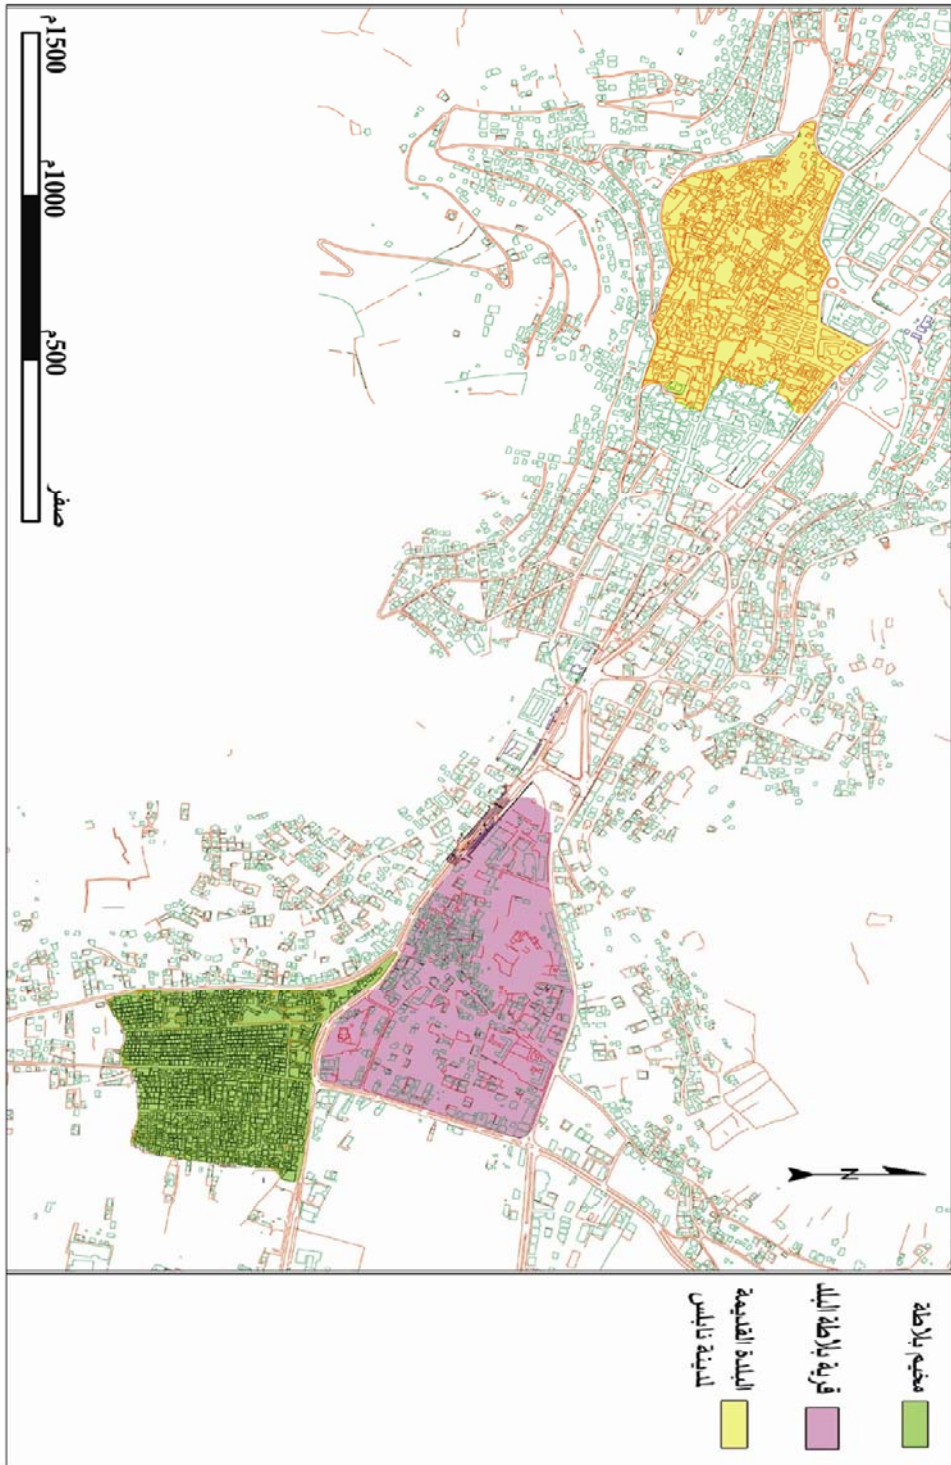 مخيم بلاطة
قرية بلاطة البلد
البلدة القديمة
لمدينة نابلس
N
صفر
500م
1000م
1500م